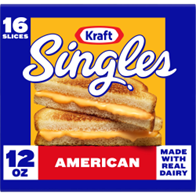 16
SLICES
Kraft
Singles
12
OZ
AMERICAN
MADE
WITH REAL
DAIRY